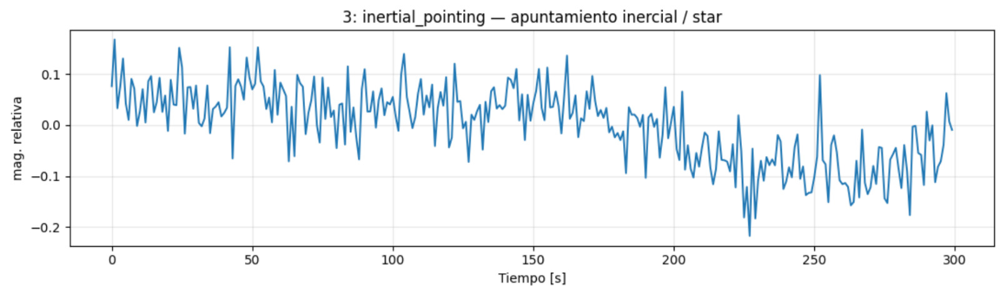 3: inertial_pointing — apuntamiento inercial / star
mag. relativa
0.1
0.0
−0.1
−0.2
0 50 100 150 200 250 300
Tiempo [s]